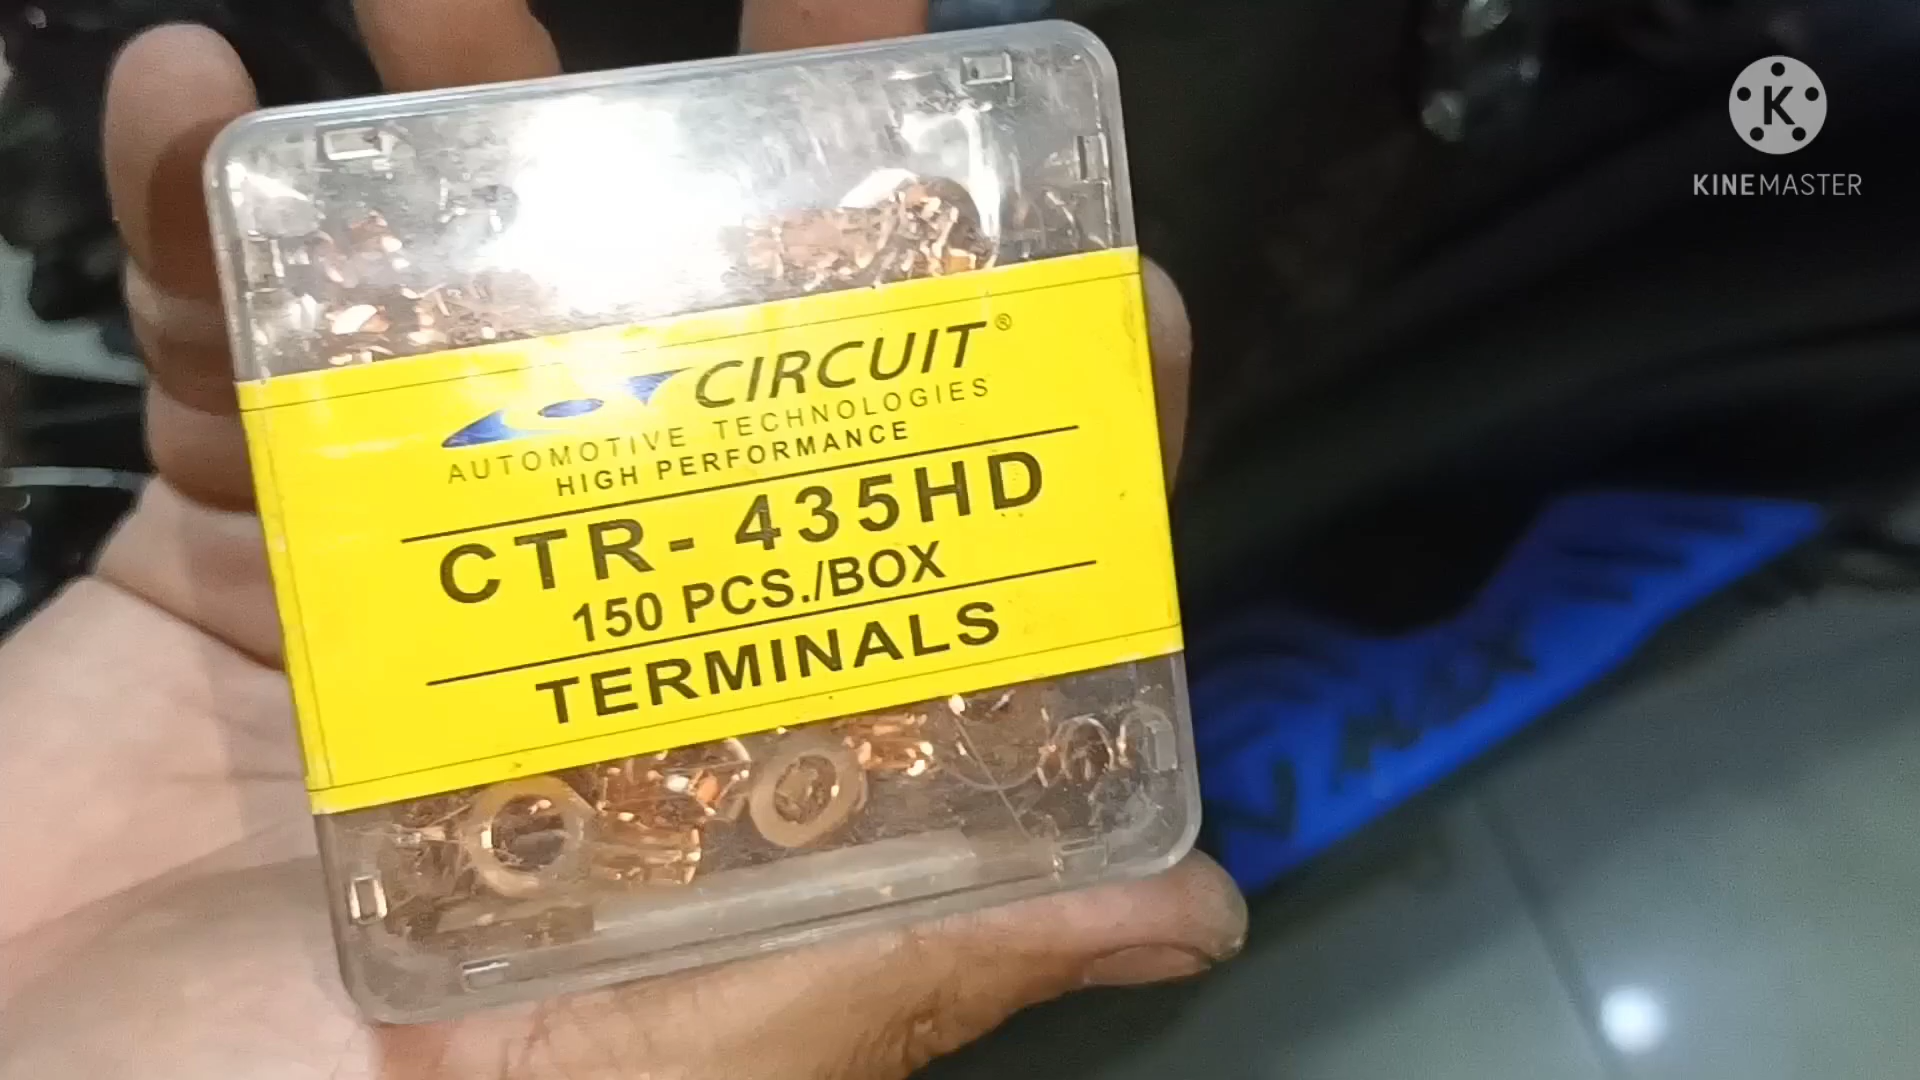 CIRCUIT®
AUTOMOTIVE TECHNOLOGIES
HIGH PERFORMANCE
CTR- 435HD
150 PCS./BOX
TERMINALS
K
KINEMASTER